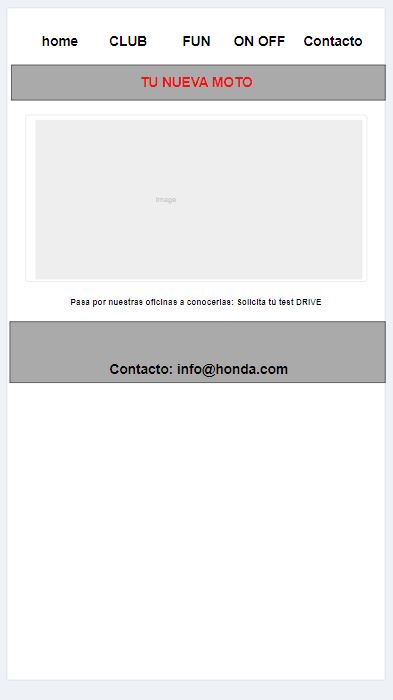 home CLUB FUN ON OFF Contacto
TU NUEVA MOTO
Image
Pasa por nuestras oficinas a conocerlas: Solicita tú test DRIVE
Contacto: info@honda.com